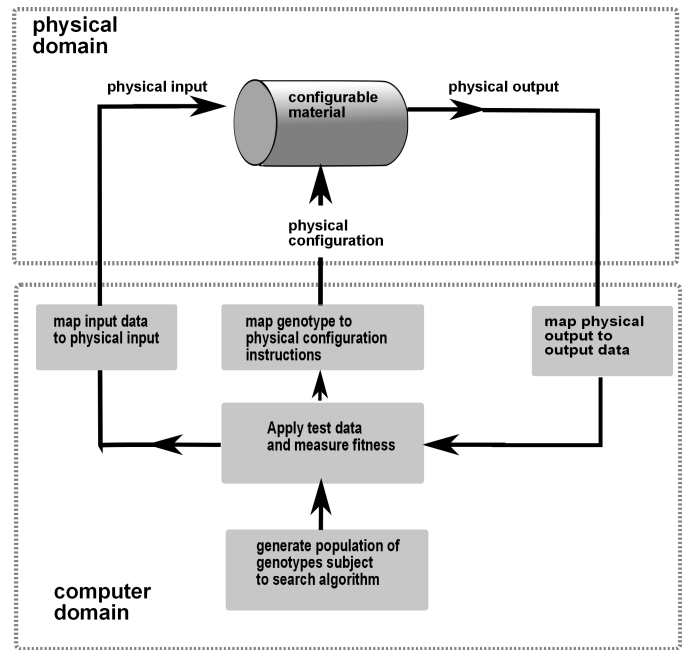 physical
domain
physical input
configurable
material
physical output
physical
configuration
map input data
to physical input
map genotype to
physical configuration
instructions
map physical
output to
output data
Apply test data
and measure fitness
generate population of
genotypes subject
to search algorithm
computer
domain